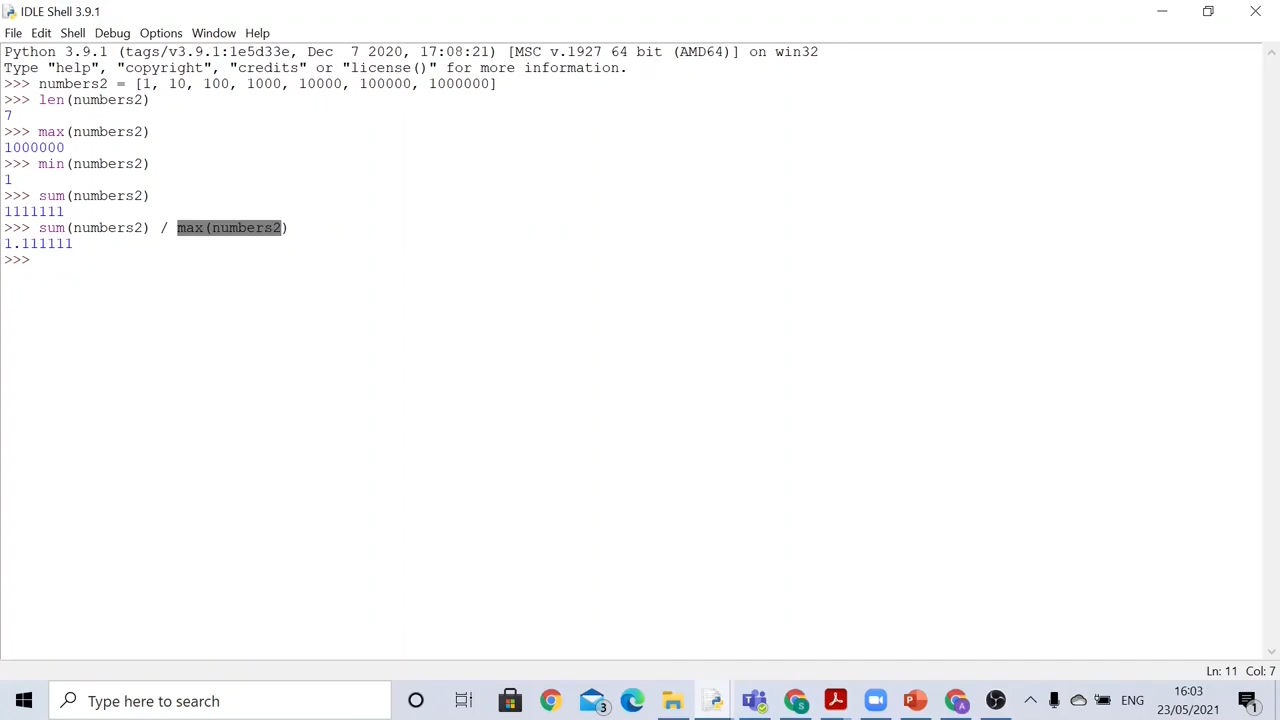 IDLE Shell 3.9.1
File Edit Shell Debug Options Window Help
Python 3.9.1 (tags/v3.9.1:1e5d33e, Dec  7 2020, 17:08:21) [MSC v.1927 64 bit (AMD64)] on win32
Type "help", "copyright", "credits" or "license()" for more information.
>>> numbers2 = [1, 10, 100, 1000, 10000, 100000, 1000000]
>>> len(numbers2)
7
>>> max(numbers2)
1000000
>>> min(numbers2)
1
>>> sum(numbers2)
1111111
>>> sum(numbers2) / max(numbers2)
1.111111
>>>
Ln: 11 Col: 7
Type here to search
3
S
A
ENG
16:03
23/05/2021
1